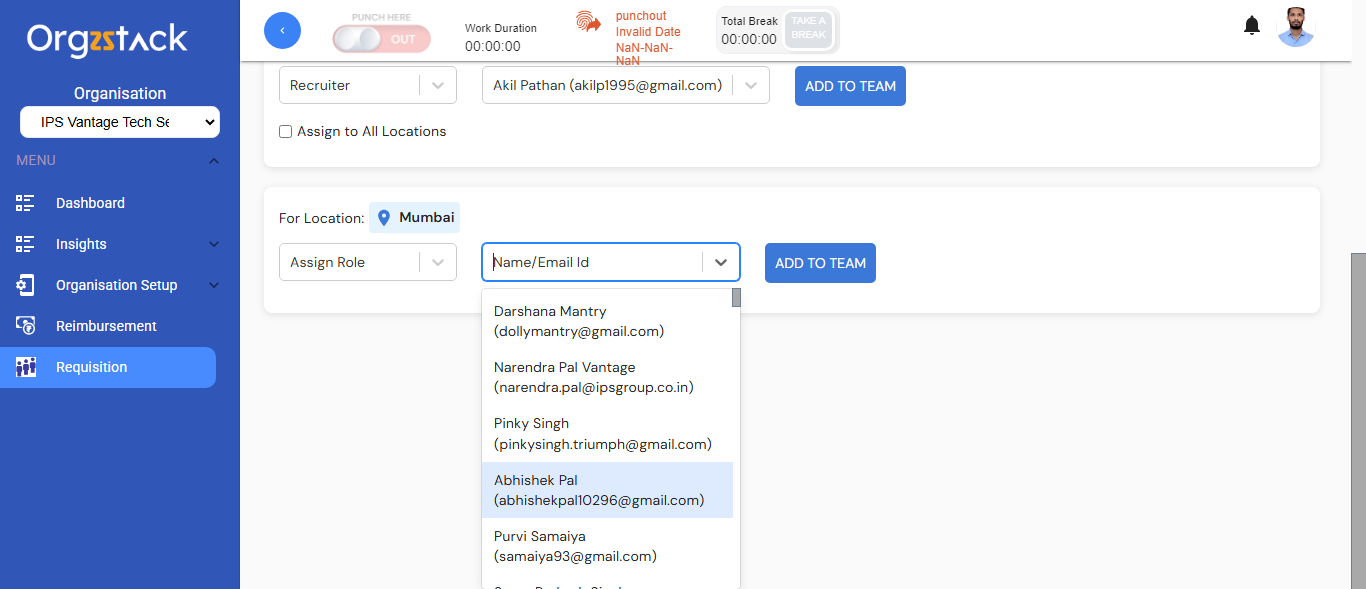 Orgzstack
Organisation
IPS Vantage Tech Se
MENU
Dashboard
Insights
Organisation Setup
Reimbursement
Requisition
PUNCH HERE
OUT
Work Duration
00:00:00
punchout
Invalid Date
NaN-NaN-
NaN
Total Break
00:00:00
TAKE A
BREAK
Recruiter
Akil Pathan (akilp1995@gmail.com)
ADD TO TEAM
Assign to All Locations
For Location: Mumbai
Assign Role
Name/Email Id
ADD TO TEAM
Darshana Mantry
(dollymantry@gmail.com)
Narendra Pal Vantage
(narendra.pal@ipsgroup.co.in)
Pinky Singh
(pinkysingh.triumph@gmail.com)
Abhishek Pal
(abhishekpal10296@gmail.com)
Purvi Samaiya
(samaiya93@gmail.com)